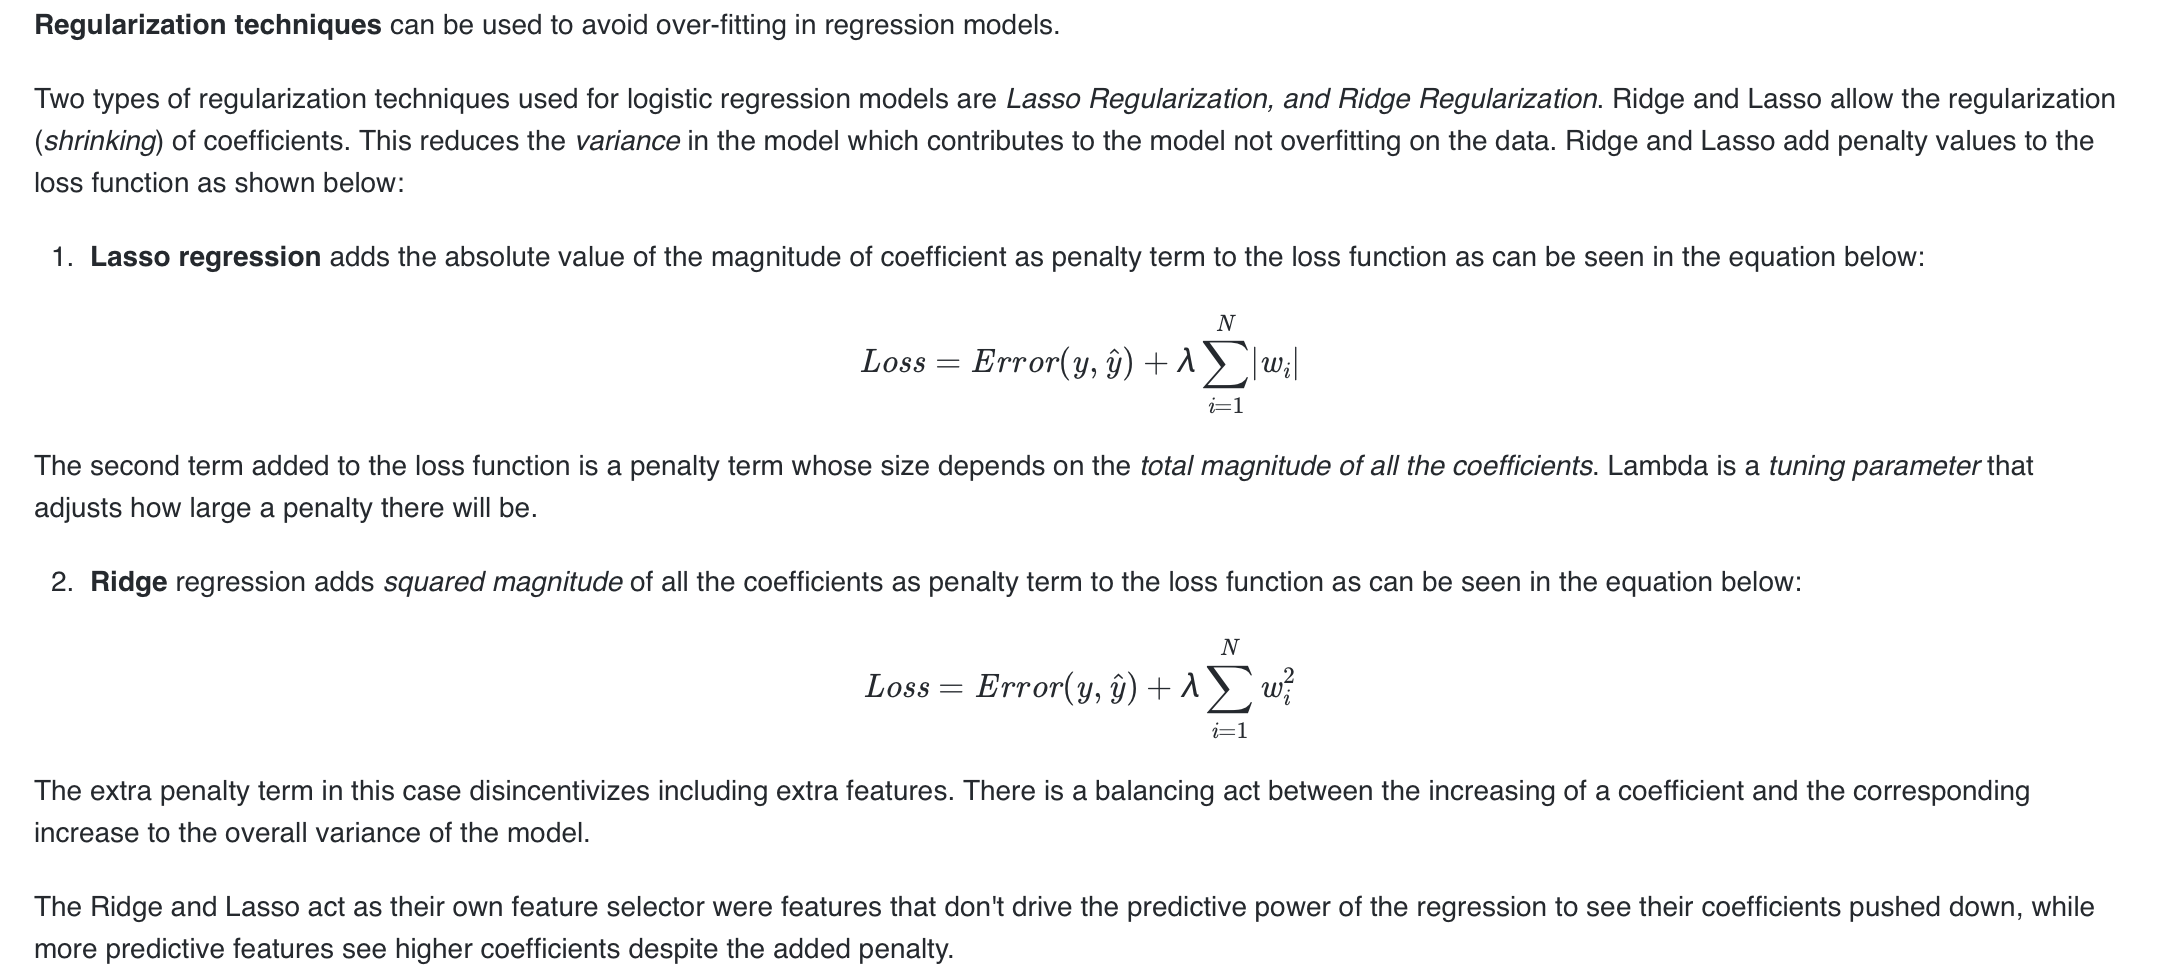 Regularization techniques can be used to avoid over-fitting in regression models.
Two types of regularization techniques used for logistic regression models are Lasso Regularization, and Ridge Regularization. Ridge and Lasso allow the regularization
(shrinking) of coefficients. This reduces the variance in the model which contributes to the model not overfitting on the data. Ridge and Lasso add penalty values to the
loss function as shown below:
1. Lasso regression adds the absolute value of the magnitude of coefficient as penalty term to the loss function as can be seen in the equation below:
Loss = Error(y, ŷ) + λ ∑_{i=1}^{N} |w_i|
The second term added to the loss function is a penalty term whose size depends on the total magnitude of all the coefficients. Lambda is a tuning parameter that
adjusts how large a penalty there will be.
2. Ridge regression adds squared magnitude of all the coefficients as penalty term to the loss function as can be seen in the equation below:
Loss = Error(y, ŷ) + λ ∑_{i=1}^{N} w_i^2
The extra penalty term in this case disincentivizes including extra features. There is a balancing act between the increasing of a coefficient and the corresponding
increase to the overall variance of the model.
The Ridge and Lasso act as their own feature selector were features that don't drive the predictive power of the regression to see their coefficients pushed down, while
more predictive features see higher coefficients despite the added penalty.